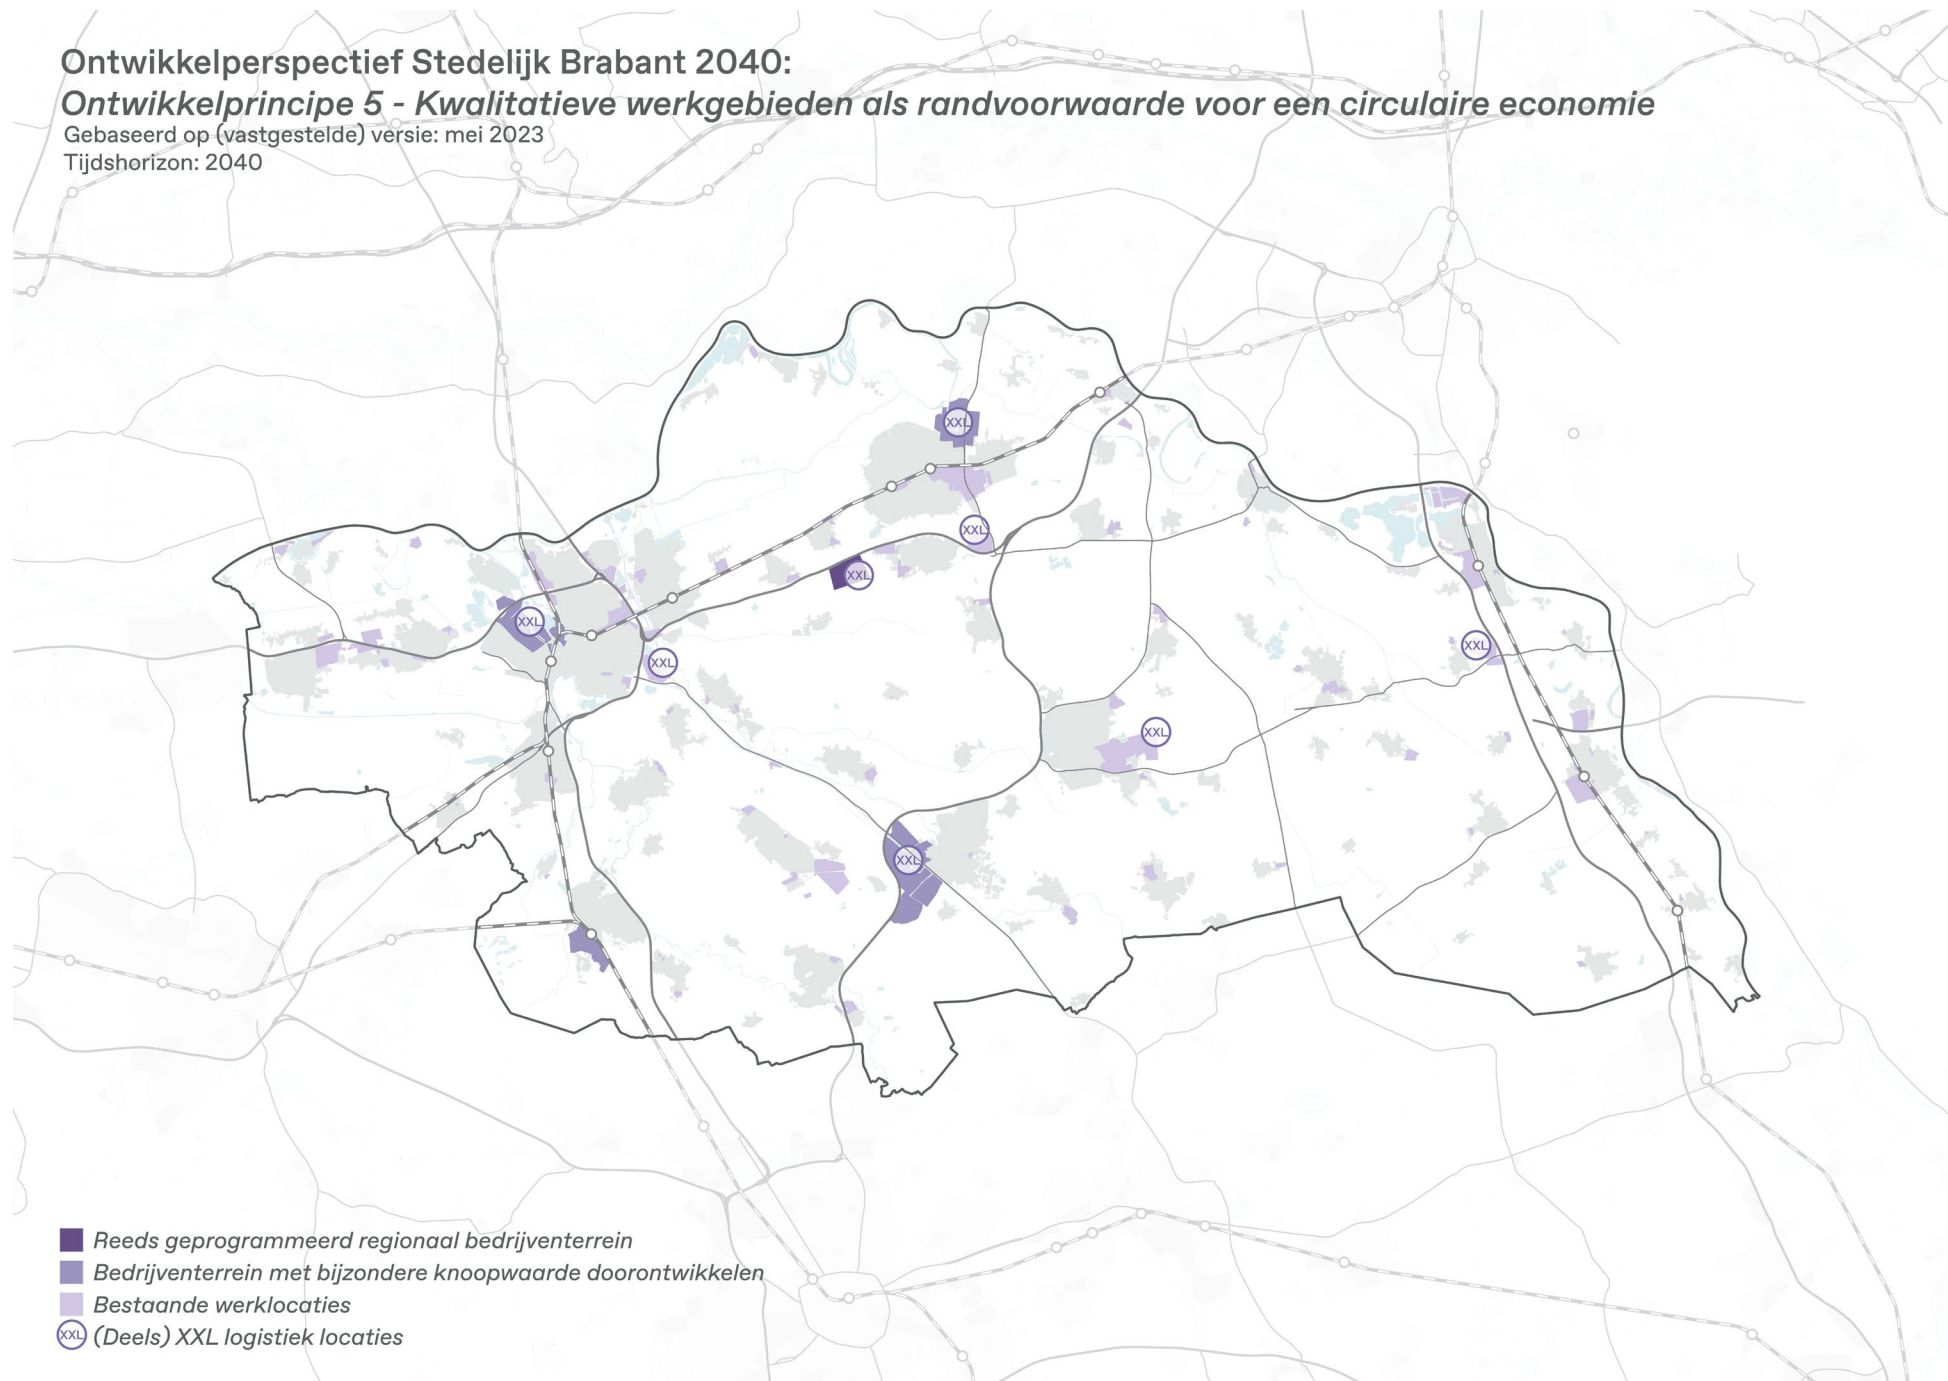 Ontwikkelperspectief Stedelijk Brabant 2040:
Ontwikkelprincipe 5 - Kwalitatieve werkgebieden als randvoorwaarde voor een circulaire economie
Gebaseerd op (vastgestelde) versie: mei 2023
Tijdshorizon: 2040
XXL
XXL
XXL
XXL
XXL
XXL
XXL
XXL
Reeds geprogrammeerd regionaal bedrijventerrein
Bedrijventerrein met bijzondere knoopwaarde doorontwikkelen
Bestaande werklocaties
XXL (Deels) XXL logistiek locaties